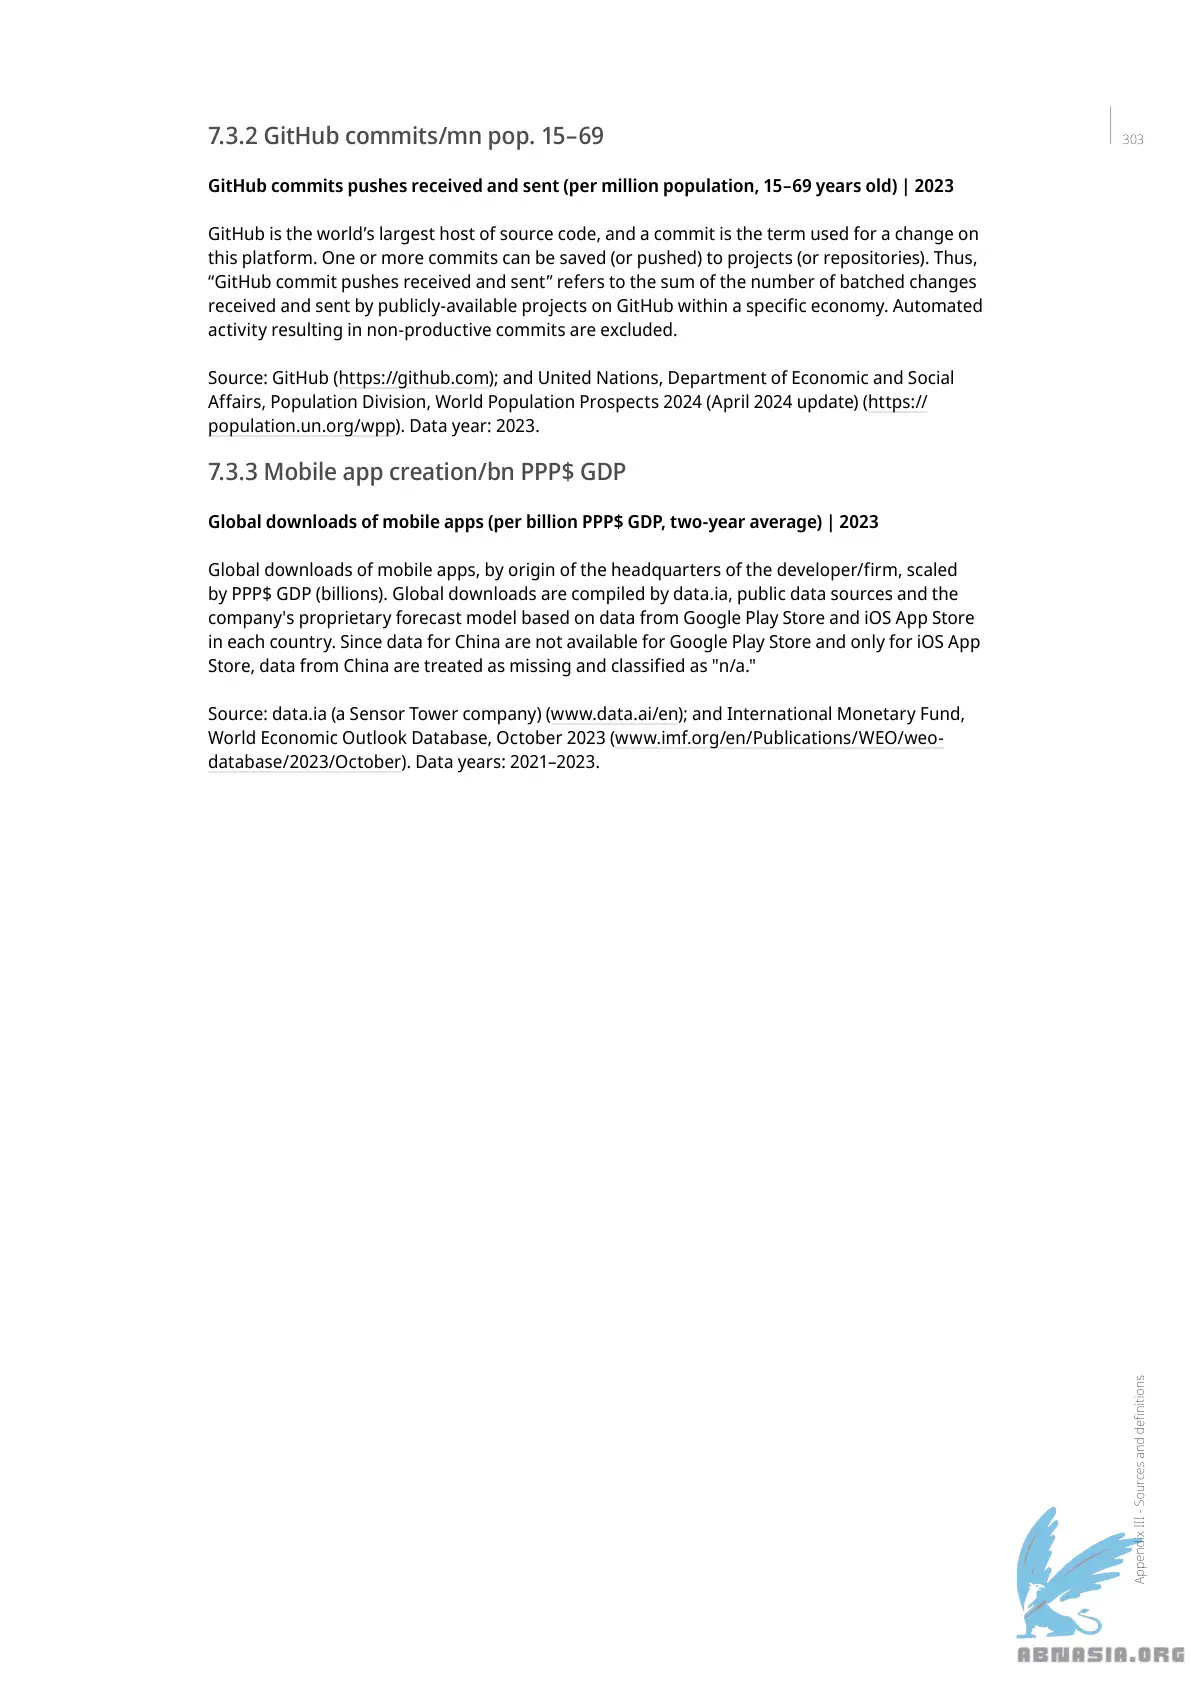 303
7.3.2 GitHub commits/mn pop. 15–69
GitHub commits pushes received and sent (per million population, 15–69 years old) | 2023
GitHub is the world’s largest host of source code, and a commit is the term used for a change on
this platform. One or more commits can be saved (or pushed) to projects (or repositories). Thus,
“GitHub commit pushes received and sent” refers to the sum of the number of batched changes
received and sent by publicly-available projects on GitHub within a specific economy. Automated
activity resulting in non-productive commits are excluded.
Source: GitHub (https://github.com); and United Nations, Department of Economic and Social
Affairs, Population Division, World Population Prospects 2024 (April 2024 update) (https://
population.un.org/wpp). Data year: 2023.
7.3.3 Mobile app creation/bn PPP$ GDP
Global downloads of mobile apps (per billion PPP$ GDP, two-year average) | 2023
Global downloads of mobile apps, by origin of the headquarters of the developer/firm, scaled
by PPP$ GDP (billions). Global downloads are compiled by data.ia, public data sources and the
company's proprietary forecast model based on data from Google Play Store and iOS App Store
in each country. Since data for China are not available for Google Play Store and only for iOS App
Store, data from China are treated as missing and classified as "n/a."
Source: data.ia (a Sensor Tower company) (www.data.ai/en); and International Monetary Fund,
World Economic Outlook Database, October 2023 (www.imf.org/en/Publications/WEO/weo-
database/2023/October). Data years: 2021–2023.
Appendix III - Sources and definitions
ABNASIA.ORG